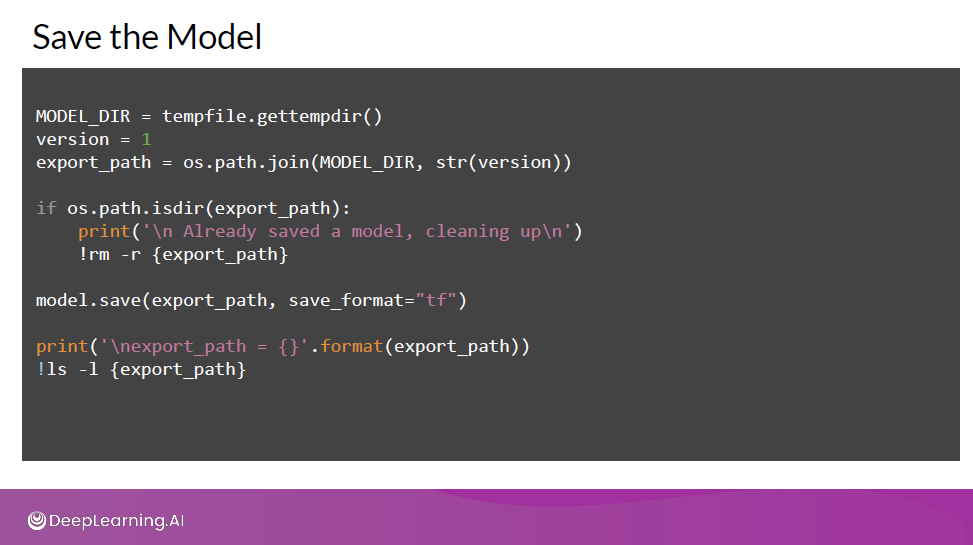 Save the Model
MODEL_DIR = tempfile.gettempdir()
version = 1
export_path = os.path.join(MODEL_DIR, str(version))
if os.path.isdir(export_path):
    print('\n Already saved a model, cleaning up\n')
    !rm -r {export_path}
model.save(export_path, save_format="tf")
print('\nexport_path = {}'.format(export_path))
!ls -l {export_path}
DeepLearning.AI